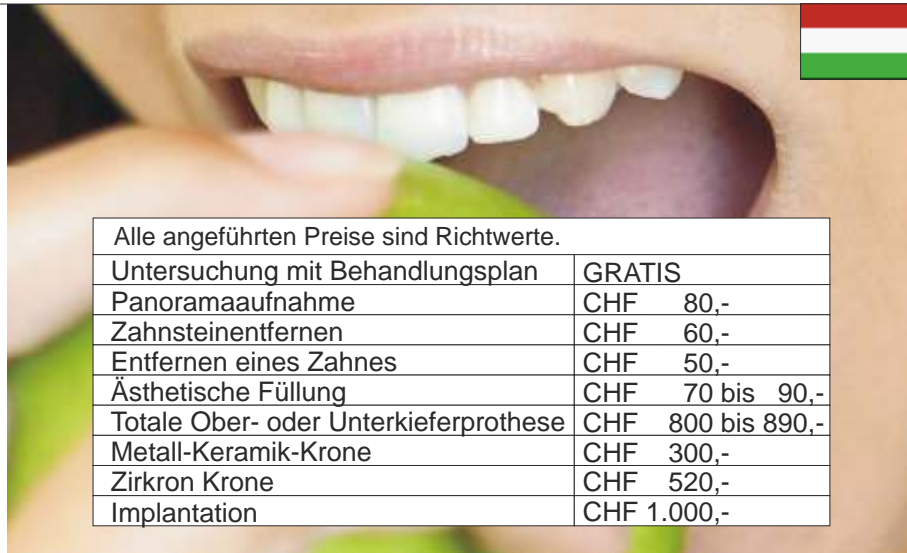 Alle angeführten Preise sind Richtwerte.
Untersuchung mit Behandlungsplan GRATIS
Panoramaaufnahme CHF 80,-
Zahnsteinentfernen CHF 60,-
Entfernen eines Zahnes CHF 50,-
Ästhetische Füllung CHF 70 bis 90,-
Totale Ober- oder Unterkieferprothese CHF 800 bis 890,-
Metall-Keramik-Krone CHF 300,-
Zirkron Krone CHF 520,-
Implantation CHF 1.000,-